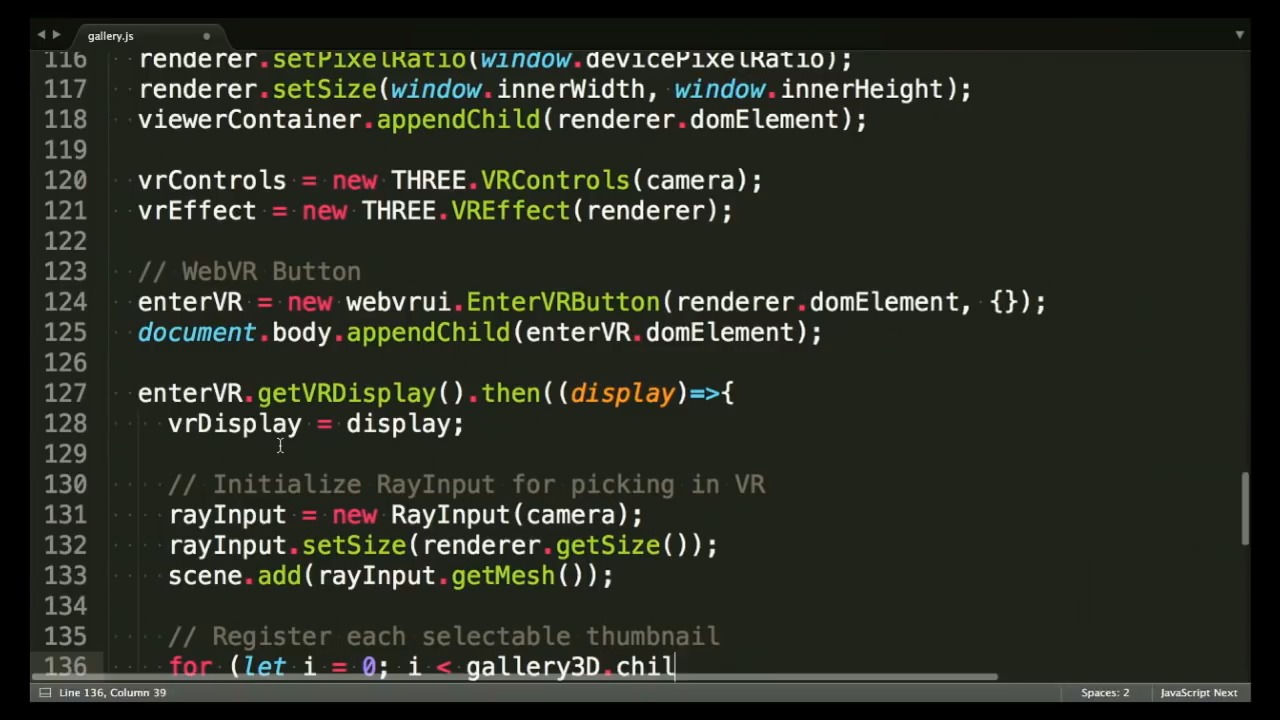 gallery.js
116 renderer.setPixelRatio(window.devicePixelRatio);
117 renderer.setSize(window.innerWidth, window.innerHeight);
118 viewerContainer.appendChild(renderer.domElement);
119
120 vrControls = new THREE.VRControls(camera);
121 vrEffect = new THREE.VREffect(renderer);
122
123 // WebVR Button
124 enterVR = new webvrui.EnterVRButton(renderer.domElement, {});
125 document.body.appendChild(enterVR.domElement);
126
127 enterVR.getVRDisplay().then((display)=>{
128 vrDisplay = display;
129
130 // Initialize RayInput for picking in VR
131 rayInput = new RayInput(camera);
132 rayInput.setSize(renderer.getSize());
133 scene.add(rayInput.getMesh());
134
135 // Register each selectable thumbnail
136 for (let i = 0; i < gallery3D.chil
Line 136, Column 39 Spaces: 2 JavaScript Next